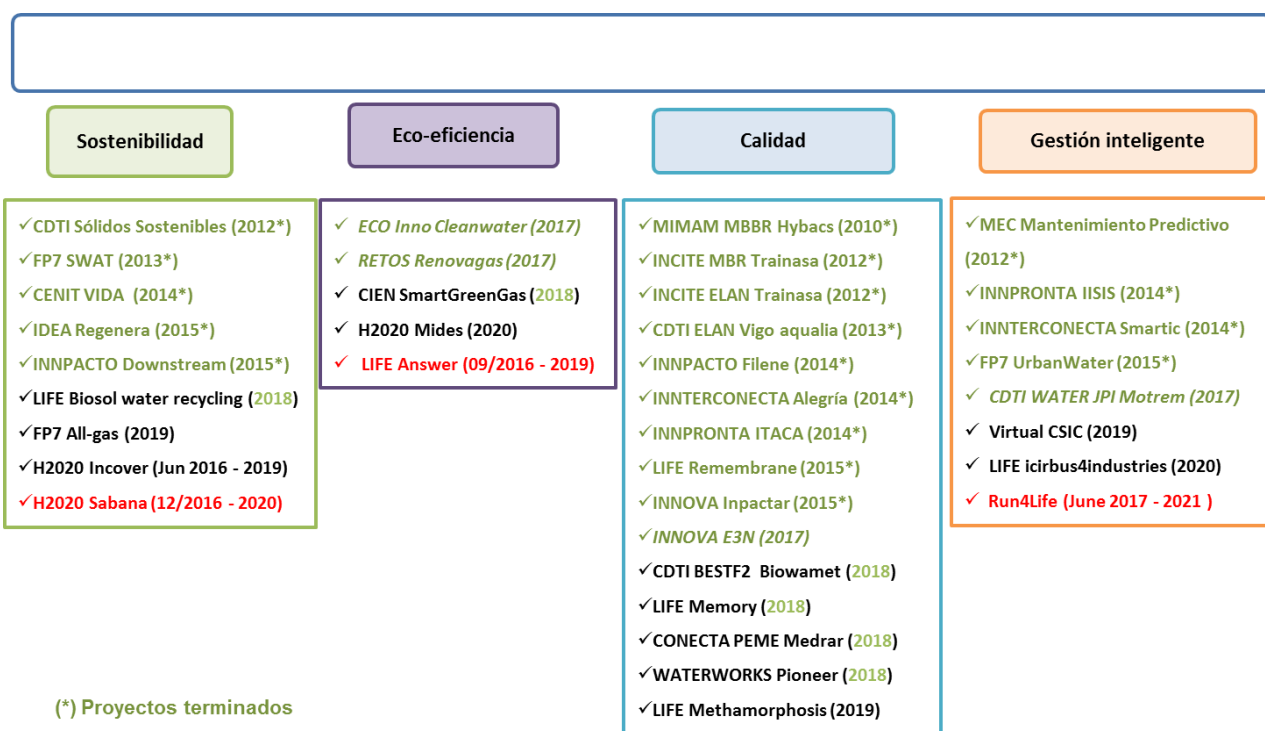 Sostenibilidad
✓CDTI Sólidos Sostenibles (2012*)
✓FP7 SWAT (2013*)
✓CENIT VIDA (2014*)
✓IDEA Regenera (2015*)
✓INNPACTO Downstream (2015*)
✓LIFE Biosol water recycling (2018)
✓FP7 All-gas (2019)
✓H2020 Incover (Jun 2016 - 2019)
✓H2020 Sabana (12/2016 - 2020)
Eco-eficiencia
✓ ECO Inno Cleanwater (2017)
✓ RETOS Renovagas (2017)
✓ CIEN SmartGreenGas (2018)
✓ H2020 Mides (2020)
✓ LIFE Answer (09/2016 - 2019)
Calidad
✓MIMAM MBBR Hybacs (2010*)
✓INCITE MBR Trainasa (2012*)
✓INCITE ELAN Trainasa (2012*)
✓CDTI ELAN Vigo aqualia (2013*)
✓INNPACTO Filene (2014*)
✓INNTERCONECTA Alegría (2014*)
✓INNPRONTA ITACA (2014*)
✓LIFE Remembrane (2015*)
✓INNOVA Inpactar (2015*)
✓INNOVA E3N (2017)
✓CDTI BESTF2 Biowamet (2018)
✓LIFE Memory (2018)
✓CONECTA PEME Medrar (2018)
✓WATERWORKS Pioneer (2018)
✓LIFE Methamorphosis (2019)
Gestión inteligente
✓MEC Mantenimiento Predictivo
(2012*)
✓INNPRONTA IISIS (2014*)
✓INNTERCONECTA Smartic (2014*)
✓FP7 UrbanWater (2015*)
✓ CDTI WATER JPI Motrem (2017)
✓ Virtual CSIC (2019)
✓ LIFE icirbus4industries (2020)
✓ Run4Life (June 2017 - 2021 )
(*) Proyectos terminados